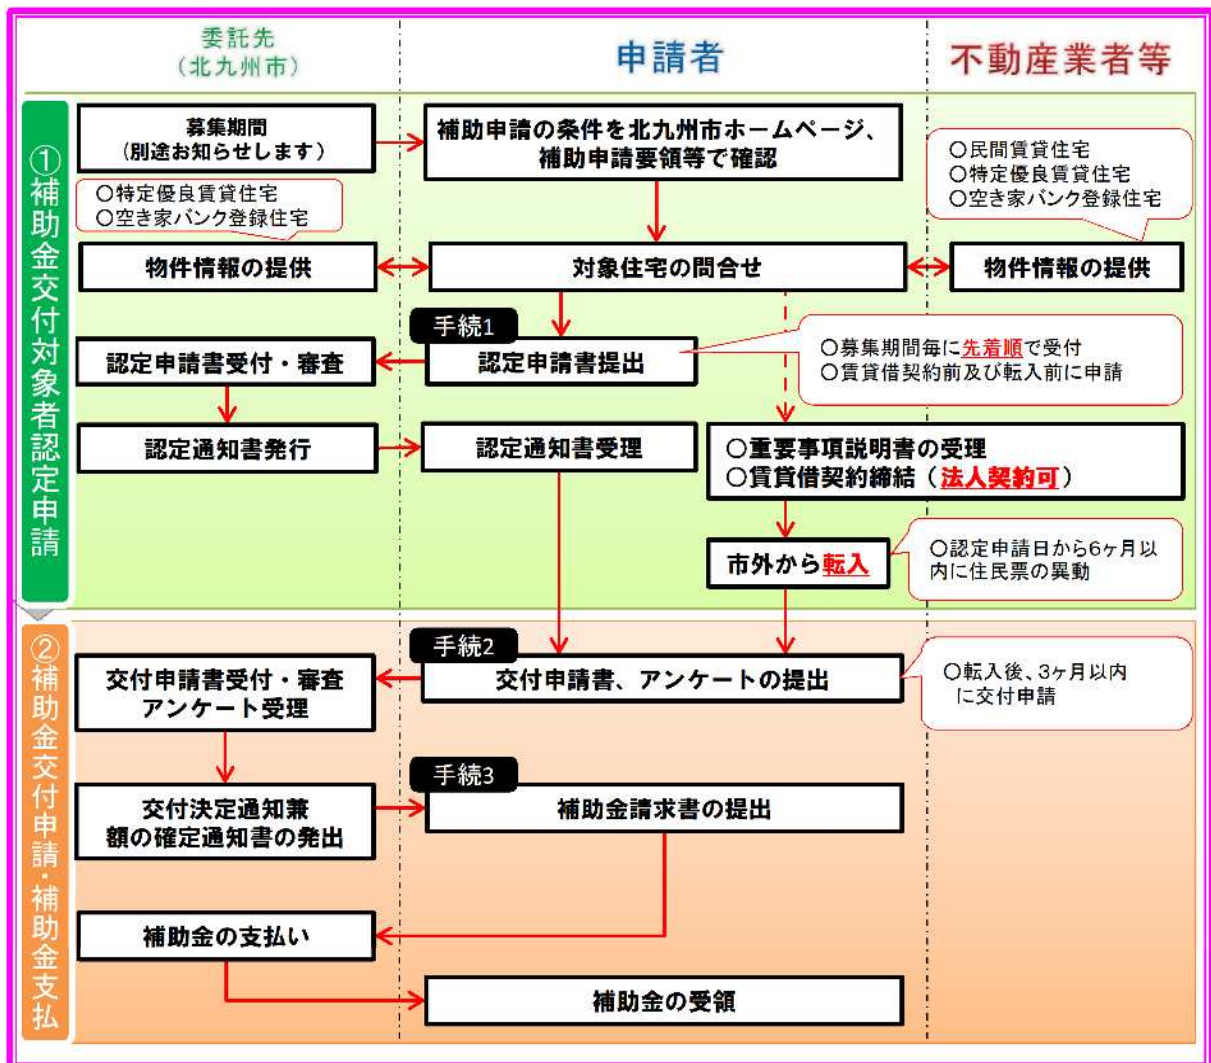 委託先
（北九州市）
申請者
不動産業者等
①補助金交付対象者認定申請
募集期間
（別途お知らせします）
補助申請の条件を北九州市ホームページ、
補助申請要領等で確認
○民間賃貸住宅
○特定優良賃貸住宅
○空き家バンク登録住宅
○特定優良賃貸住宅
○空き家バンク登録住宅
物件情報の提供
対象住宅の問合せ
物件情報の提供
手続1
認定申請書受付・審査
認定申請書提出
○募集期間毎に先着順で受付
○賃貸借契約前及び転入前に申請
認定通知書発行
認定通知書受理
○重要事項説明書の受理
○賃貸借契約締結（法人契約可）
市外から転入
○認定申請日から6ヶ月以
内に住民票の異動
②補助金交付申請・補助金支払
手続2
交付申請書受付・審査
アンケート受理
交付申請書、アンケートの提出
○転入後、3ヶ月以内
に交付申請
手続3
交付決定通知兼
額の確定通知書の発出
補助金請求書の提出
補助金の支払い
補助金の受領